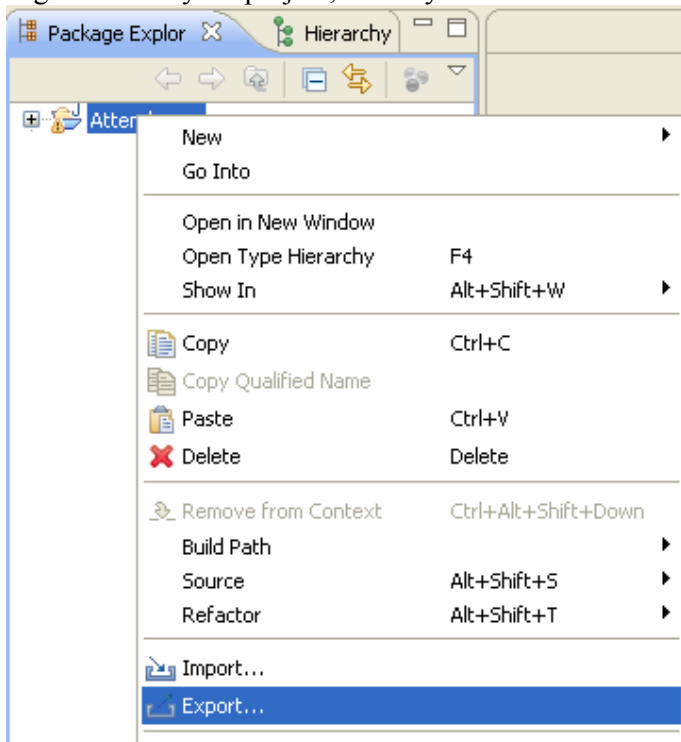 Package Explor Hierarchy
New
Go Into
Open in New Window
Open Type Hierarchy F4
Show In Alt+Shift+W
Copy Ctrl+C
Copy Qualified Name
Paste Ctrl+V
Delete Delete
Remove from Context Ctrl+Alt+Shift+Down
Build Path
Source Alt+Shift+S
Refactor Alt+Shift+T
Import...
Export...